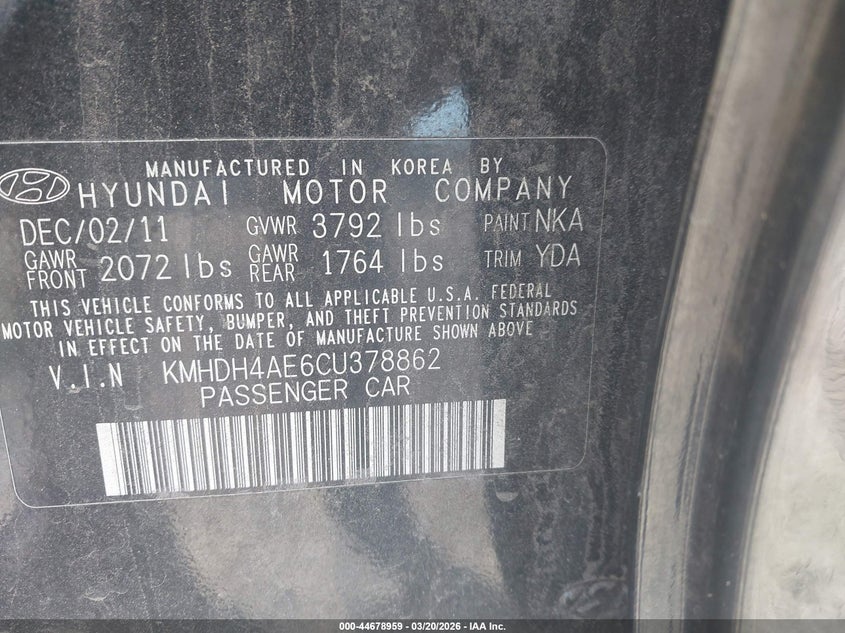 MANUFACTURED IN KOREA BY
HYUNDAI MOTOR COMPANY
DEC/02/11 GVWR 3792 lbs PAINT NKA
GAWR FRONT 2072 lbs GAWR REAR 1764 lbs TRIM YDA
THIS VEHICLE CONFORMS TO ALL APPLICABLE U.S.A. FEDERAL
MOTOR VEHICLE SAFETY, BUMPER, AND THEFT PREVENTION STANDARDS
IN EFFECT ON THE DATE OF MANUFACTURE SHOWN ABOVE
V.I.N KMHDH4AE6CU378862
PASSENGER CAR
000-44678959 — 03/20/2026 — IAA Inc.